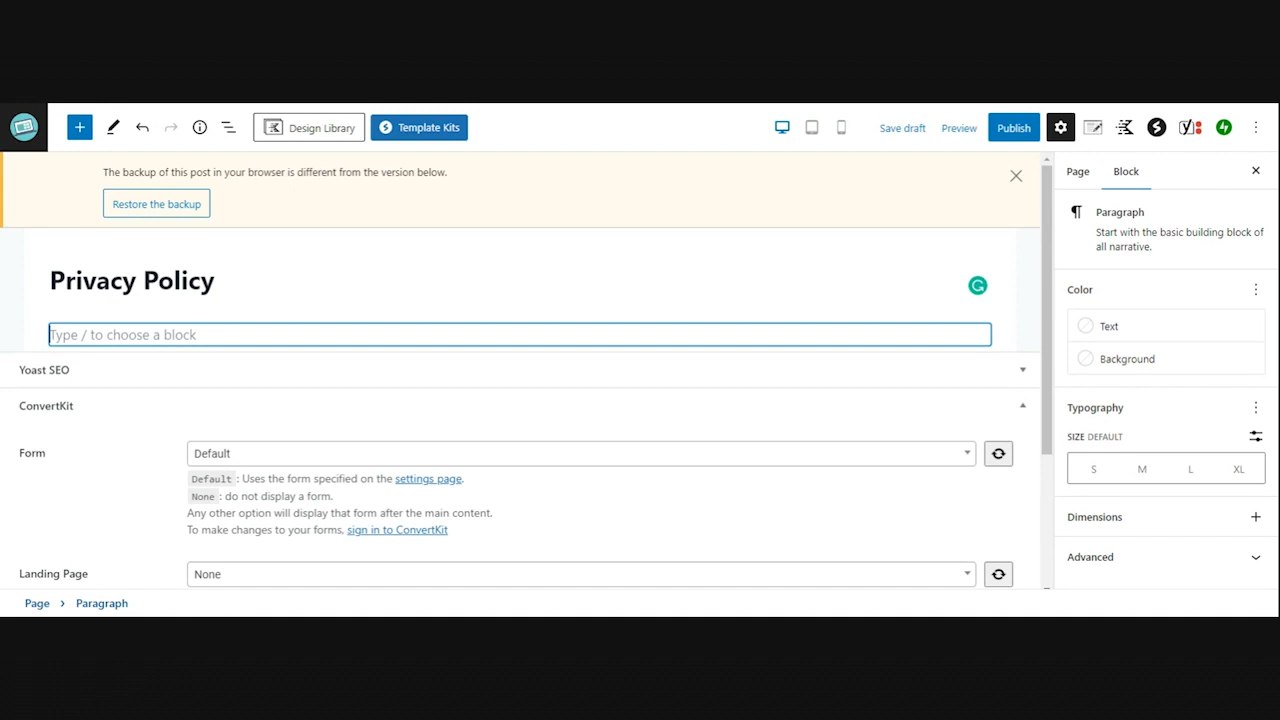 Design Library
Template Kits
Save draft
Preview
Publish
The backup of this post in your browser is different from the version below.
Restore the backup
Page
Block
Paragraph
Start with the basic building block of
all narrative.
Privacy Policy
Color
Type / to choose a block
Text
Background
Yoast SEO
ConvertKit
Typography
SIZE DEFAULT
S M L XL
Form
Default
Default : Uses the form specified on the settings page.
None : do not display a form.
Any other option will display that form after the main content.
To make changes to your forms, sign in to ConvertKit
Dimensions
Advanced
Landing Page
None
Page
Paragraph